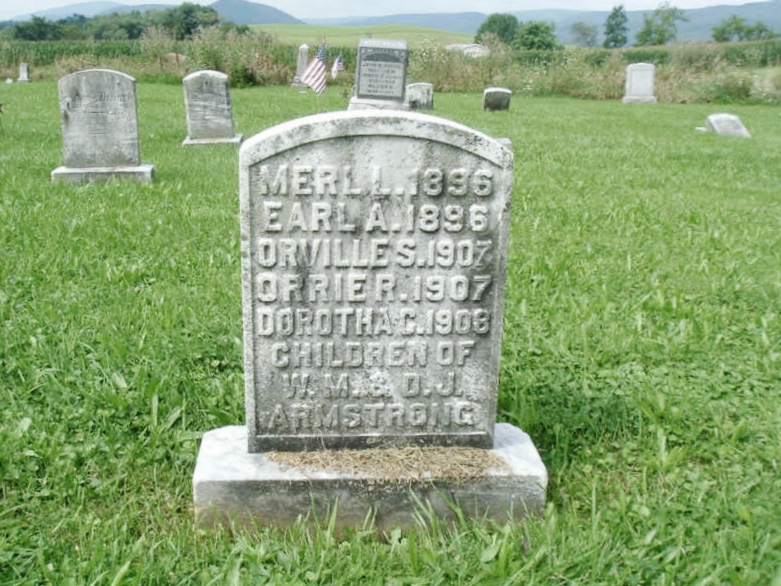 MERL L. 1896
EARL A. 1896
ORVILLE S. 1907
ORRIE R. 1907
DOROTHA C. 1908
CHILDREN OF
W. M. & D. J.
ARMSTRONG